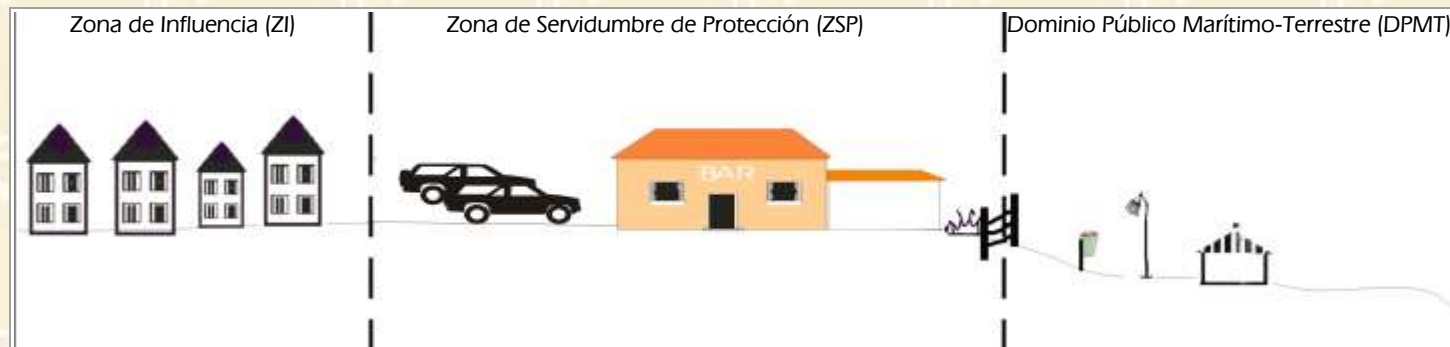 Zona de Influencia (ZI)
Zona de Servidumbre de Protección (ZSP)
Dominio Público Marítimo-Terrestre (DPMT)
BAR